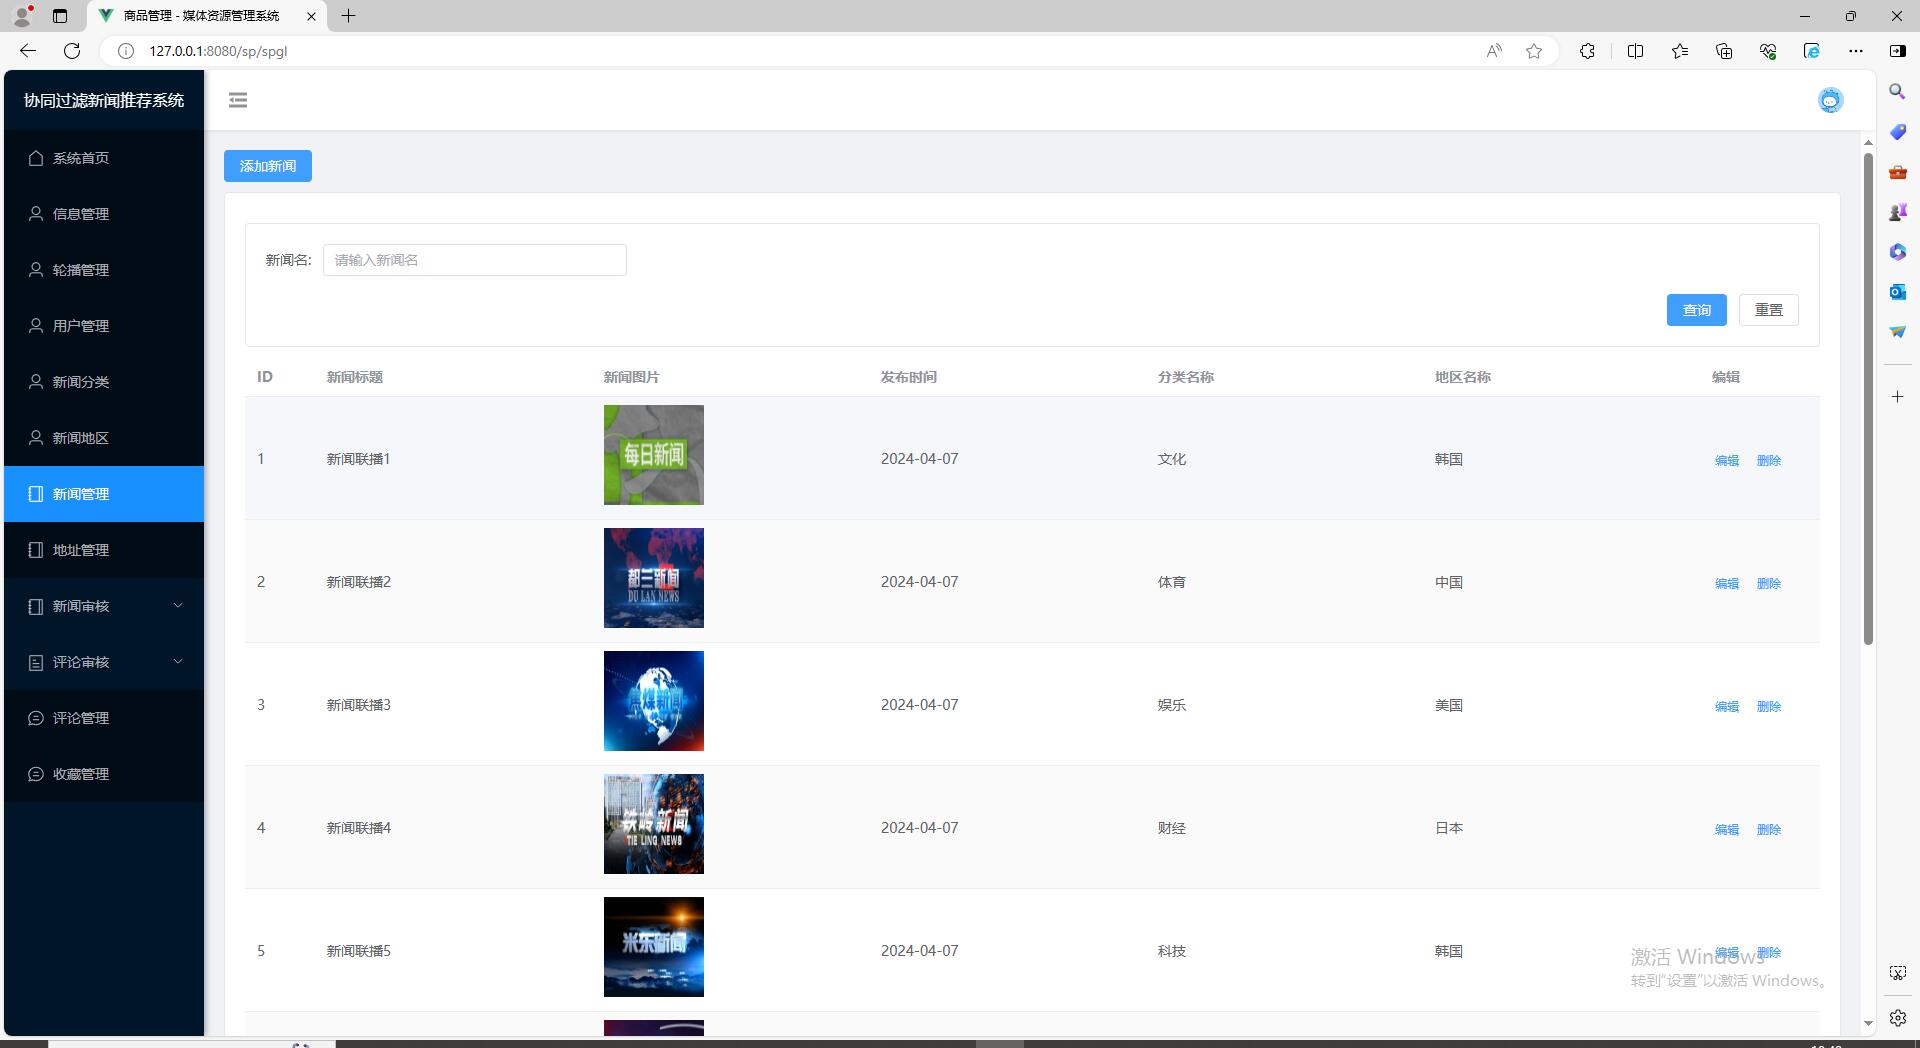 商品管理 - 媒体资源管理系统
127.0.0.1:8080/sp/spgl
协同过滤新闻推荐系统
系统首页
信息管理
轮播管理
用户管理
新闻分类
新闻地区
新闻管理
地址管理
新闻审核
评论审核
评论管理
收藏管理
添加新闻
新闻名: 请输入新闻名
查询 重置
ID 新闻标题 新闻图片 发布时间 分类名称 地区名称 编辑
每日新闻
1 新闻联播1 2024-04-07 文化 韩国 编辑 删除
都兰新闻
DU LAN NEWS
2 新闻联播2 2024-04-07 体育 中国 编辑 删除
3 新闻联播3 2024-04-07 娱乐 美国 编辑 删除
铁岭新闻
TIE LING NEWS
4 新闻联播4 2024-04-07 财经 日本 编辑 删除
米东新闻
5 新闻联播5 2024-04-07 科技 韩国 编辑 删除
激活 Windows
转到“设置”以激活 Windows。